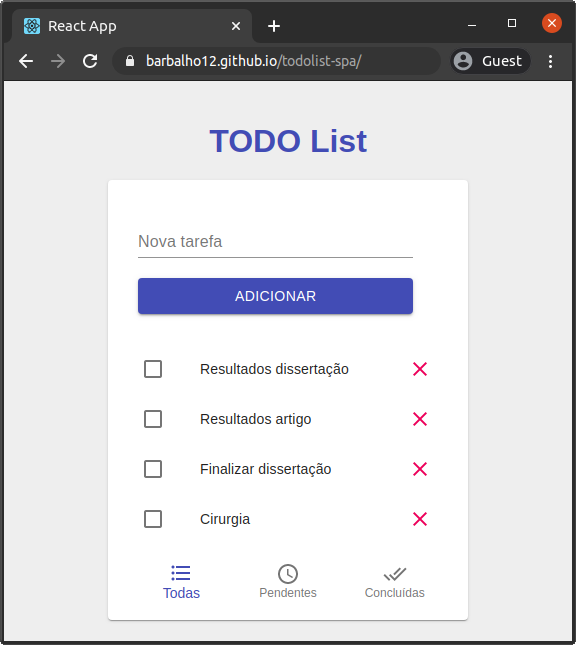 React App
barbalho12.github.io/todolist-spa/
Guest
TODO List
Nova tarefa
ADICIONAR
Resultados dissertação
Resultados artigo
Finalizar dissertação
Cirurgia
Todas
Pendentes
Concluídas